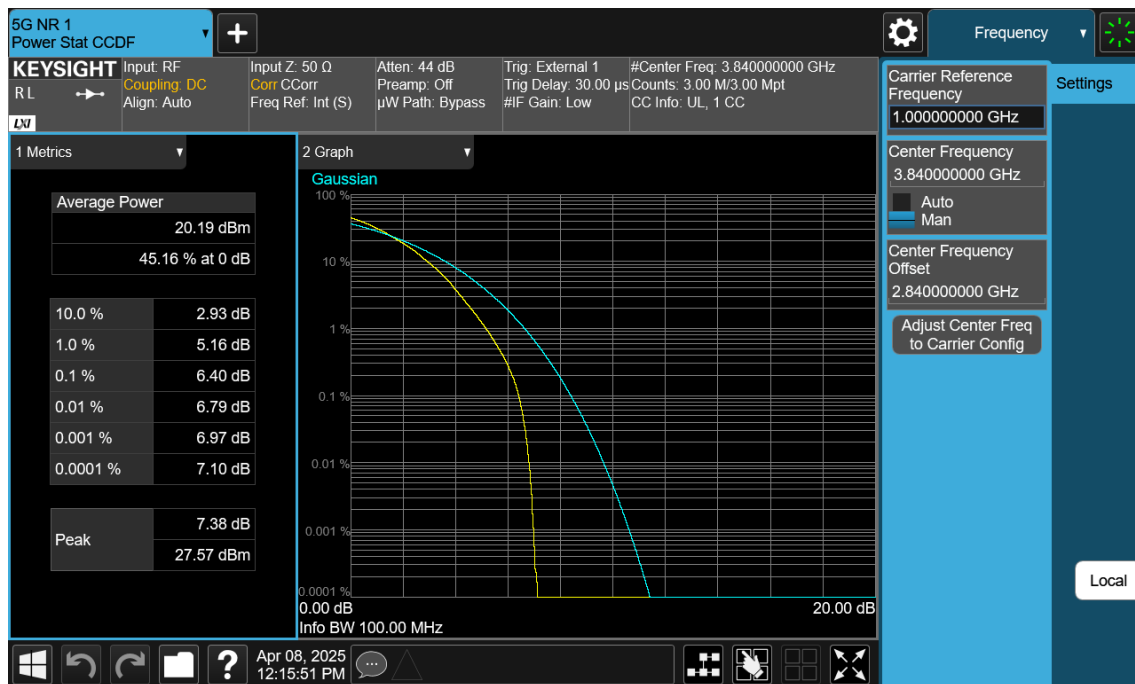 5G NR 1
Power Stat CCDF
▼
+
Frequency ▼
KEYSIGHT
R L
LXI
Input: RF
Coupling: DC
Align: Auto
Input Z: 50 Ω
Corr CCorr
Freq Ref: Int (S)
Atten: 44 dB
Preamp: Off
µW Path: Bypass
Trig: External 1
Trig Delay: 30.00 µs
#IF Gain: Low
#Center Freq: 3.840000000 GHz
Counts: 3.00 M/3.00 Mpt
CC Info: UL, 1 CC
1 Metrics ▼
Average Power
20.19 dBm
45.16 % at 0 dB
10.0 % 2.93 dB
1.0 % 5.16 dB
0.1 % 6.40 dB
0.01 % 6.79 dB
0.001 % 6.97 dB
0.0001 % 7.10 dB
Peak
7.38 dB
27.57 dBm
2 Graph ▼
Gaussian
100 %
10 %
1 %
0.1 %
0.01 %
0.001 %
0.0001 %
0.00 dB 20.00 dB
Info BW 100.00 MHz
Carrier Reference
Frequency
1.000000000 GHz
Center Frequency
3.840000000 GHz
Auto
Man
Center Frequency
Offset
2.840000000 GHz
Adjust Center Freq
to Carrier Config
Settings
Local
?
Apr 08, 2025
12:15:51 PM